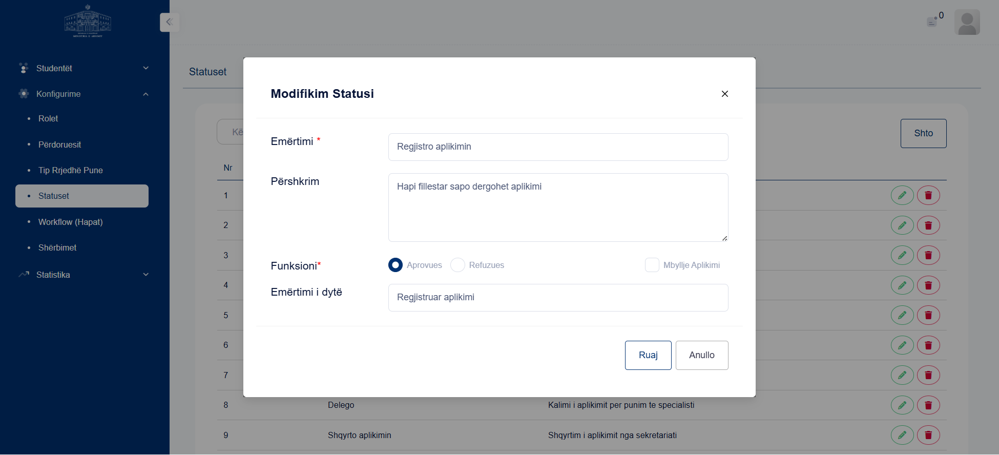 MINISTRIA E ARSIMIT
0
Studentët
Konfigurime
Rolet
Përdoruesit
Tip Rrjedhë Pune
Statuset
Workflow (Hapat)
Shërbimet
Statistika
Statuset
Kë
Shto
Nr
1
2
3
4
5
6
7
8 Delego Kalimi i aplikimit per punim te specialisti
9 Shqyrto aplikimin Shqyrtim i aplikimit nga sekretariati
Modifikim Statusi
Emërtimi *
Regjistro aplikimin
Përshkrim
Hapi fillestar sapo dergohet aplikimi
Funksioni* Aprovues Refuzues Mbyllje Aplikimi
Emërtimi i dytë
Regjistruar aplikimi
Ruaj Anullo